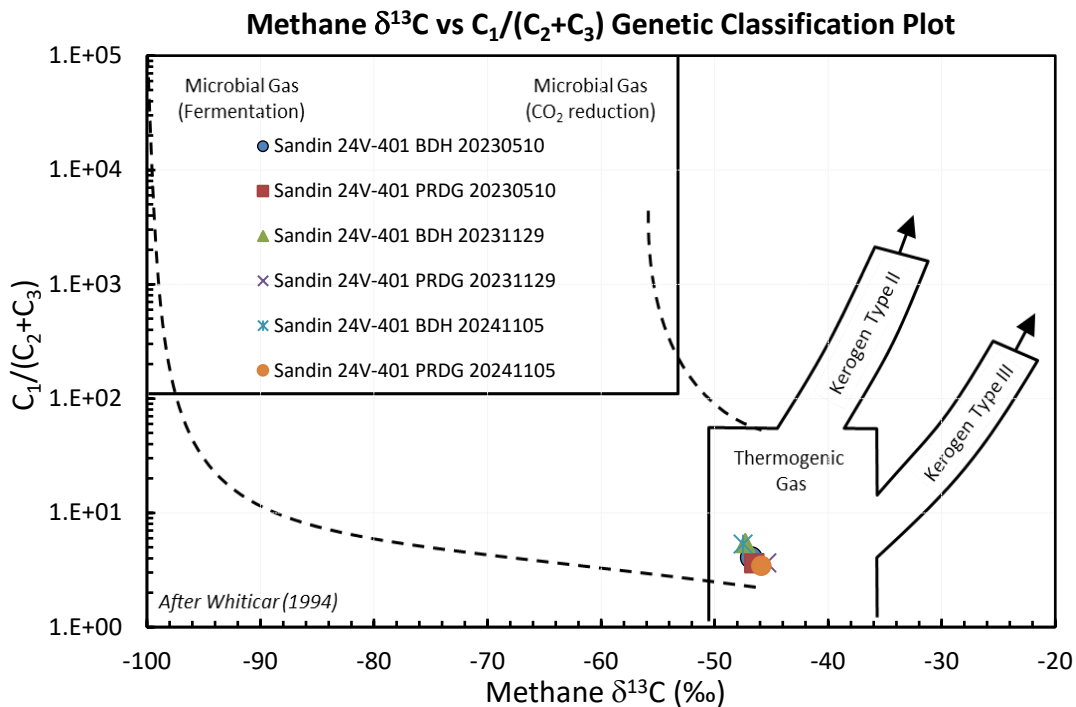 Methane δ¹³C vs C₁/(C₂+C₃) Genetic Classification Plot
1.E+05
1.E+04
1.E+03
1.E+02
1.E+01
1.E+00
C₁/(C₂+C₃)
Microbial Gas
(Fermentation)
Microbial Gas
(CO₂ reduction)
Sandin 24V-401 BDH 20230510
Sandin 24V-401 PRDG 20230510
Sandin 24V-401 BDH 20231129
Sandin 24V-401 PRDG 20231129
Sandin 24V-401 BDH 20241105
Sandin 24V-401 PRDG 20241105
Kerogen Type II
Kerogen Type III
Thermogenic
Gas
After Whiticar (1994)
-100
-90
-80
-70
-60
-50
-40
-30
-20
Methane δ¹³C (‰)